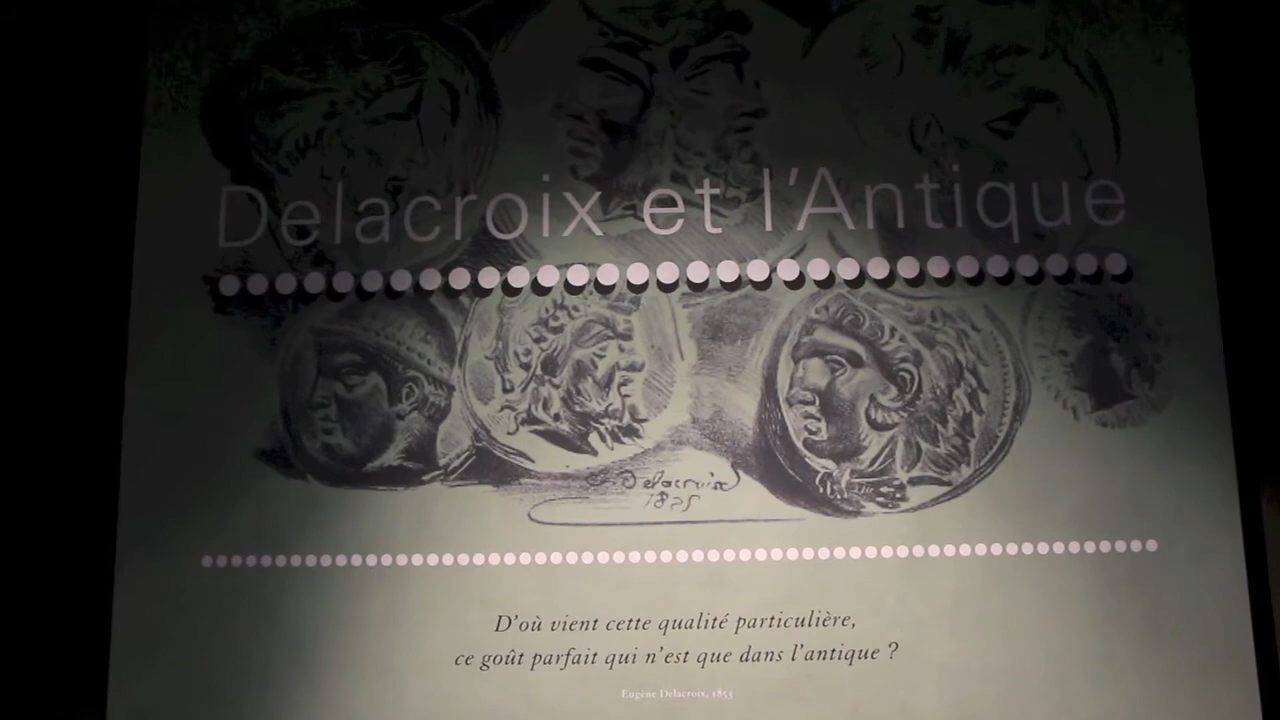 Delacroix et l'Antique
E. Delacroix
1825
D'où vient cette qualité particulière,
ce goût parfait qui n'est que dans l'antique ?
Eugène Delacroix, 1853